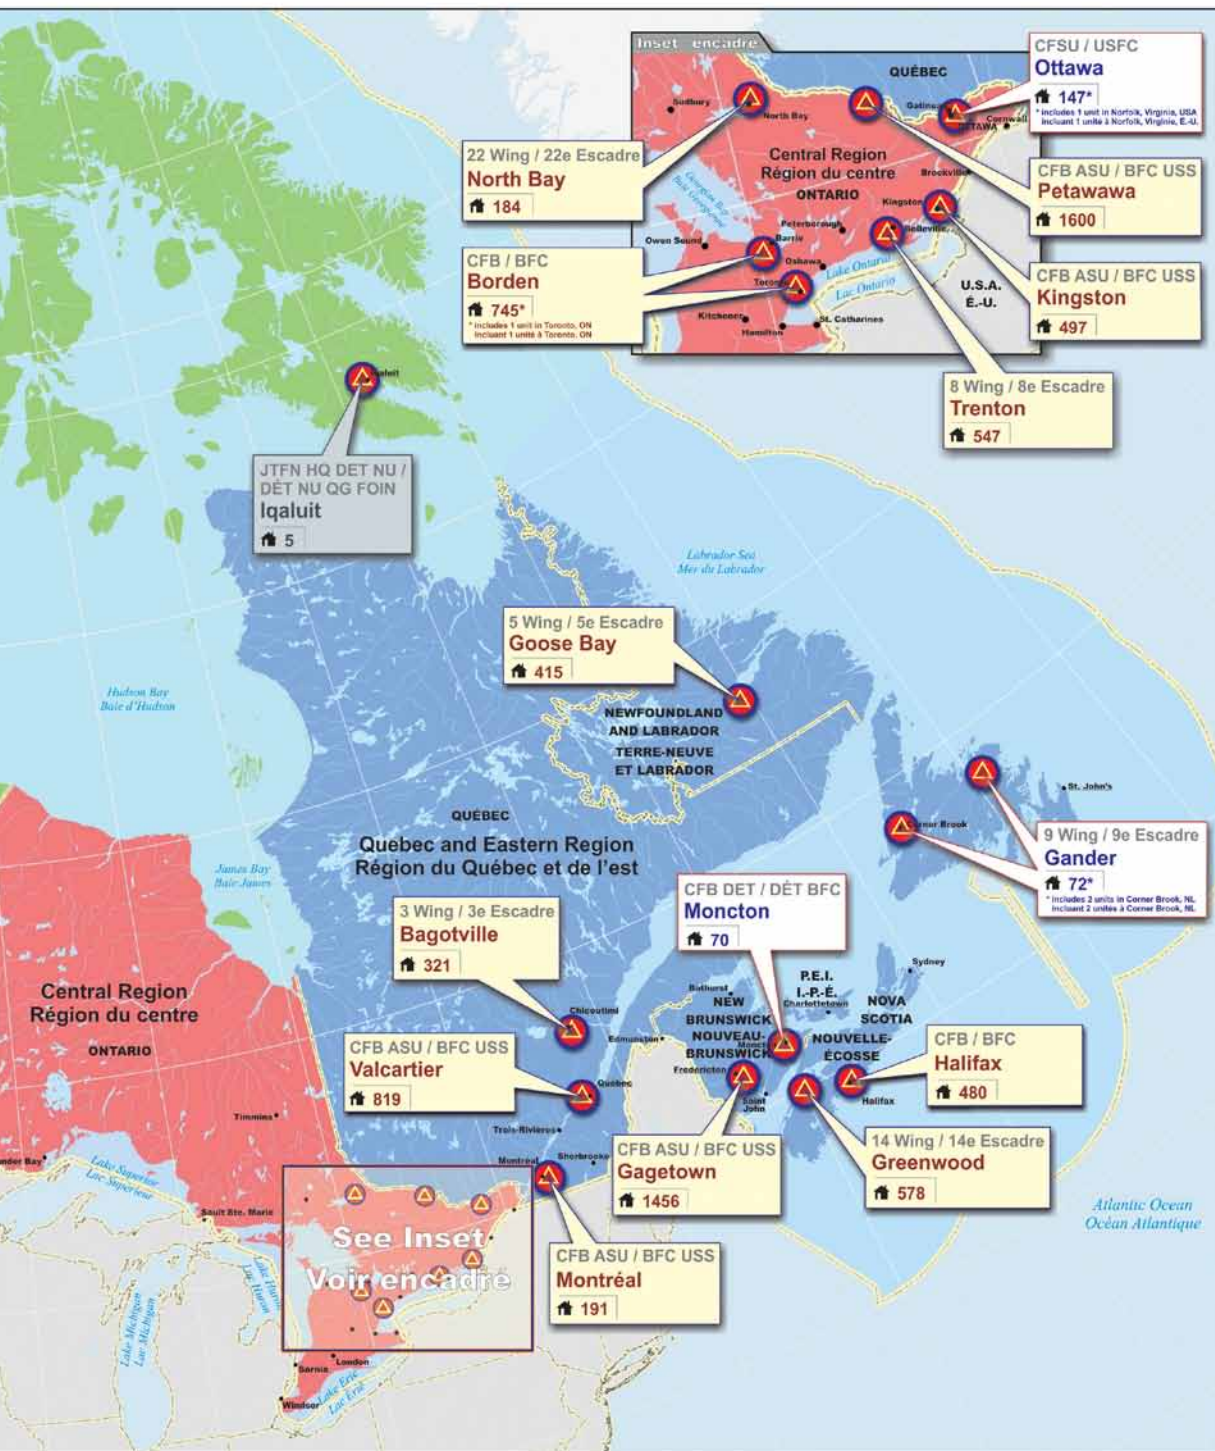 Inset encadré
CFSU / USFC
Ottawa
147*
* includes 1 unit in Norfolk, Virginia, USA
incluant 1 unité à Norfolk, Virginie, É.-U.
QUÉBEC
Sudbury
North Bay
Cornwall
22 Wing / 22e Escadre
North Bay
184
Central Region
Région du centre
ONTARIO
Brockville
CFB ASU / BFC USS
Petawawa
1600
Georgian Bay
Baie Georgienne
Kingston
Peterborough
Belleville
Owen Sound
Barrie
Oshawa
Lake Ontario
Lac Ontario
CFB / BFC
Borden
745*
* includes 1 unit in Toronto, ON
incluant 1 unité à Toronto, ON
U.S.A.
É.-U.
CFB ASU / BFC USS
Kingston
497
Kitchener
Hamilton
St. Catharines
8 Wing / 8e Escadre
Trenton
547
JTFN HQ DET NU /
DÉT NU QG FOIN
Iqaluit
5
Labrador Sea
Mer du Labrador
5 Wing / 5e Escadre
Goose Bay
415
Hudson Bay
Baie d'Hudson
NEWFOUNDLAND
AND LABRADOR
TERRE-NEUVE
ET LABRADOR
St. John's
QUÉBEC
Quebec and Eastern Region
Région du Québec et de l'est
Corner Brook
9 Wing / 9e Escadre
Gander
72*
* includes 2 units in Corner Brook, NL
incluant 2 unités à Corner Brook, NL
James Bay
Baie James
CFB DET / DÉT BFC
Moncton
70
3 Wing / 3e Escadre
Bagotville
321
Sydney
P.E.I.
I.-P.-É.
Charlottetown
Bathurst
NEW
BRUNSWICK
NOUVEAU-
BRUNSWICK
NOVA
SCOTIA
NOUVELLE-
ÉCOSSE
Central Region
Région du centre
ONTARIO
Chicoutimi
Edmunston
CFB ASU / BFC USS
Valcartier
819
CFB / BFC
Halifax
480
Fredericton
Saint
John
Halifax
Québec
Timmins
Trois-Rivières
Montréal
Sherbrooke
CFB ASU / BFC USS
Gagetown
1456
14 Wing / 14e Escadre
Greenwood
578
Lake Superior
Lac Supérieur
Sault Ste. Marie
See Inset
Voir encadré
Atlantic Ocean
Océan Atlantique
CFB ASU / BFC USS
Montréal
191
Lake Huron
Lac Huron
Lake Michigan
Lac Michigan
London
Sarnia
Windsor
Lake Erie
Lac Érié